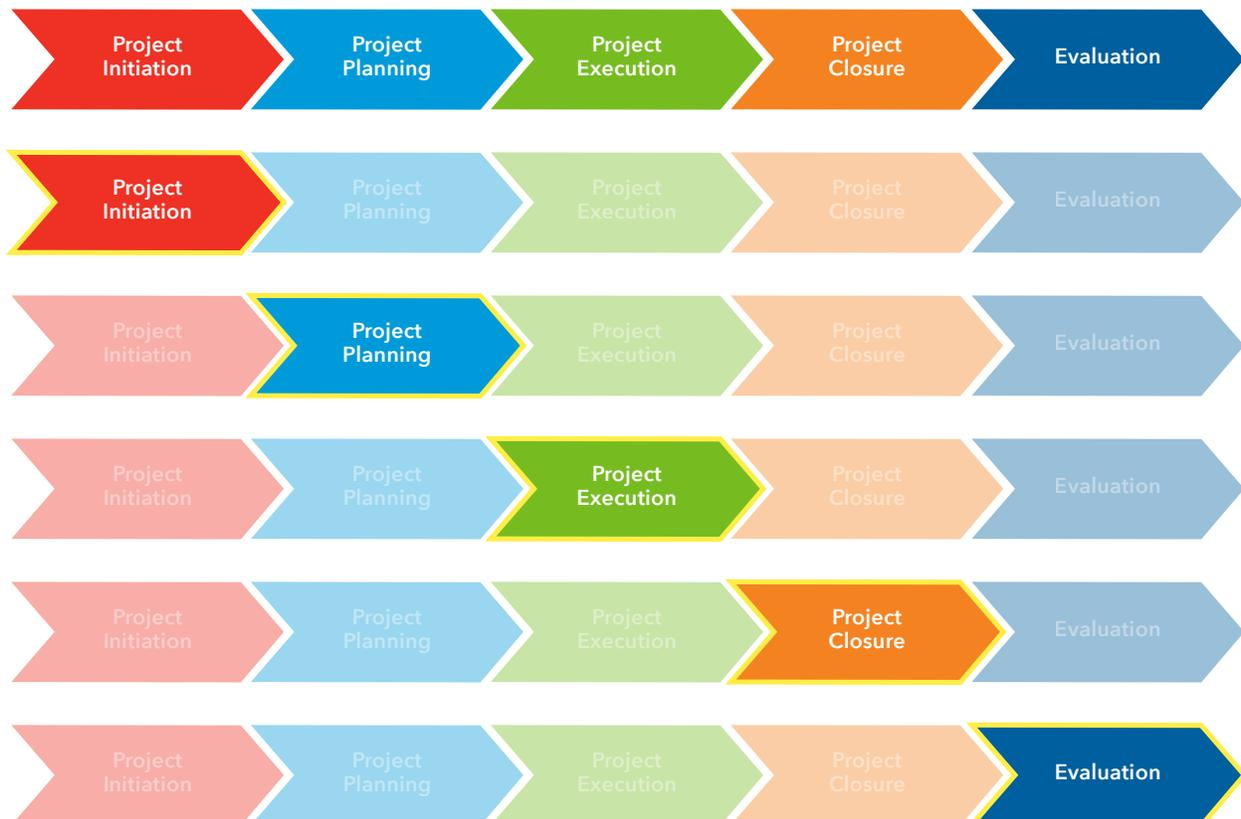 Project
Initiation
Project
Planning
Project
Execution
Project
Closure
Evaluation
Project
Initiation
Project
Planning
Project
Execution
Project
Closure
Evaluation
Project
Initiation
Project
Planning
Project
Execution
Project
Closure
Evaluation
Project
Initiation
Project
Planning
Project
Execution
Project
Closure
Evaluation
Project
Initiation
Project
Planning
Project
Execution
Project
Closure
Evaluation
Project
Initiation
Project
Planning
Project
Execution
Project
Closure
Evaluation